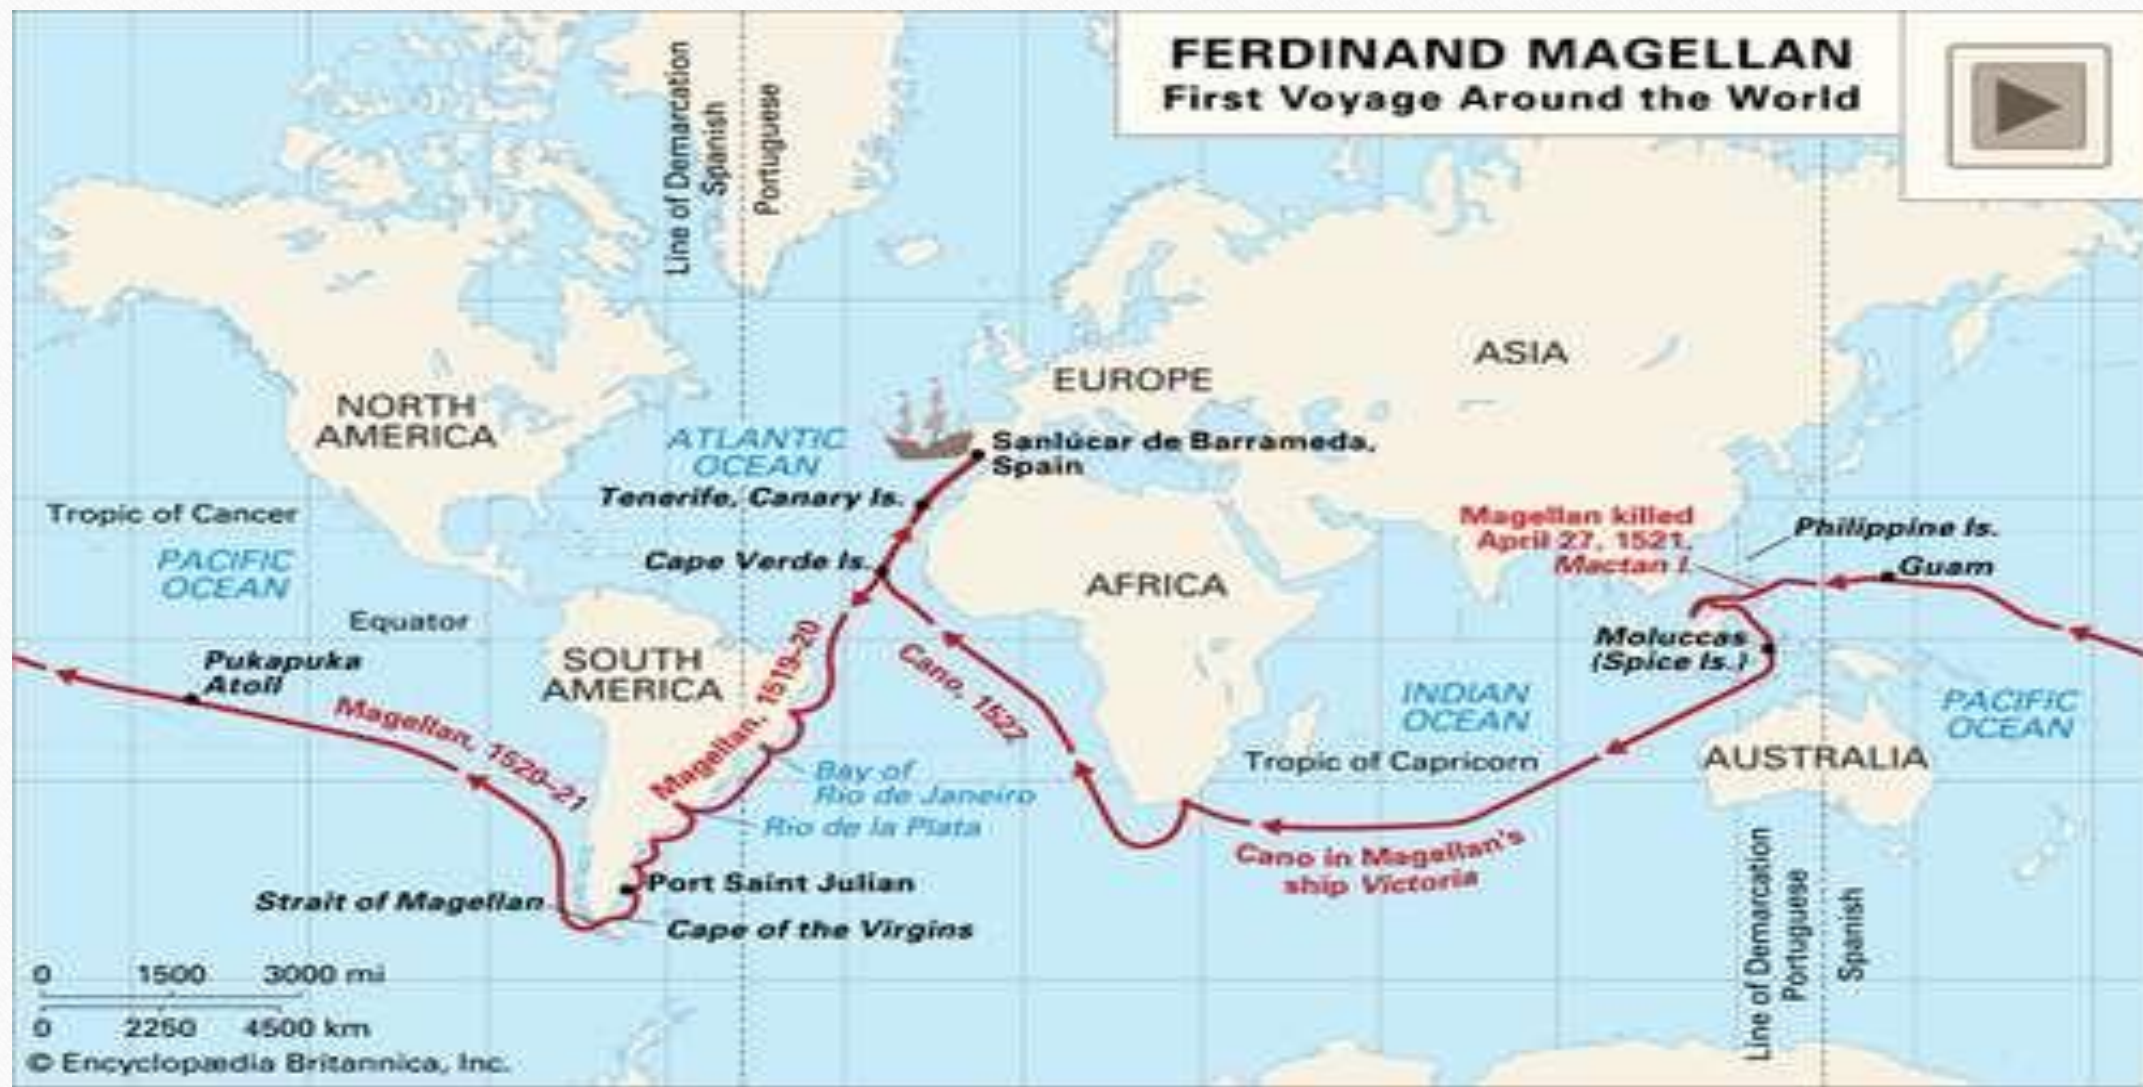 FERDINAND MAGELLAN
First Voyage Around the World
Line of Demarcation
Spanish
Portuguese
NORTH
AMERICA
ATLANTIC
OCEAN
EUROPE
ASIA
Sanlúcar de Barrameda,
Spain
Tenerife, Canary Is.
Tropic of Cancer
PACIFIC
OCEAN
Cape Verde Is.
AFRICA
Magellan killed
April 27, 1521,
Mactan I.
Philippine Is.
Guam
Equator
Pukapuka
Atoll
SOUTH
AMERICA
Magellan, 1519–20
Cano, 1522
Moluccas
(Spice Is.)
INDIAN
OCEAN
PACIFIC
OCEAN
Magellan, 1520–21
Tropic of Capricorn
AUSTRALIA
Bay of
Rio de Janeiro
Rio de la Plata
Cano in Magellan's
ship Victoria
Port Saint Julian
Strait of Magellan
Cape of the Virgins
Line of Demarcation
Portuguese
Spanish
0 1500 3000 mi
0 2250 4500 km
© Encyclopædia Britannica, Inc.